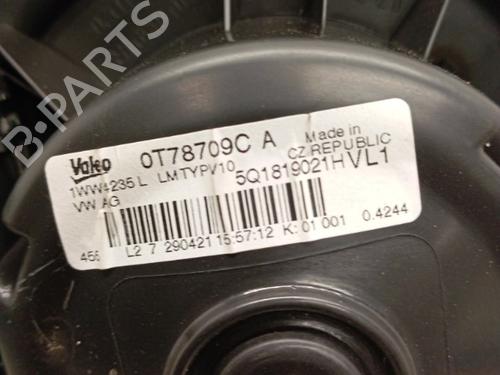 B-PARTS
Valeo 0T78709C A
Made in
CZ REPUBLIC
1WW4235 L LMTYPV10
VW AG
5Q1819021HVL1
L2 7 290421 15:57:12 K: 01 001 0.4244